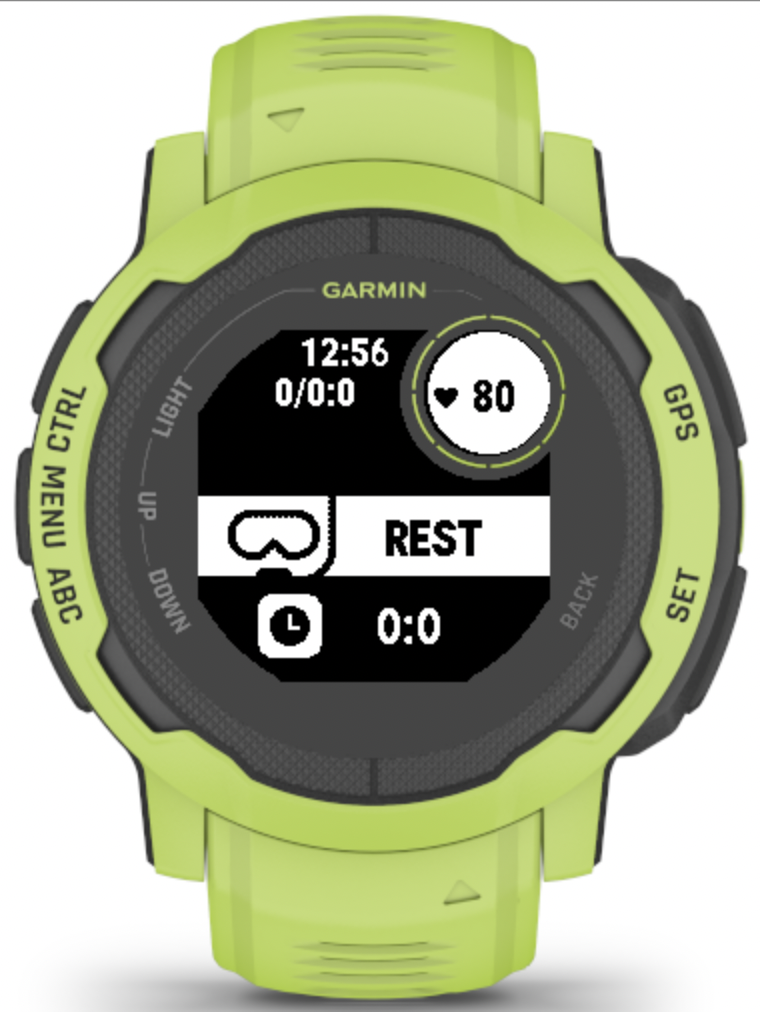 GARMIN
12:56
0/0:0
80
LIGHT
CTRL
GPS
UP
MENU
REST
DOWN
ABC
BACK
SET
0:0